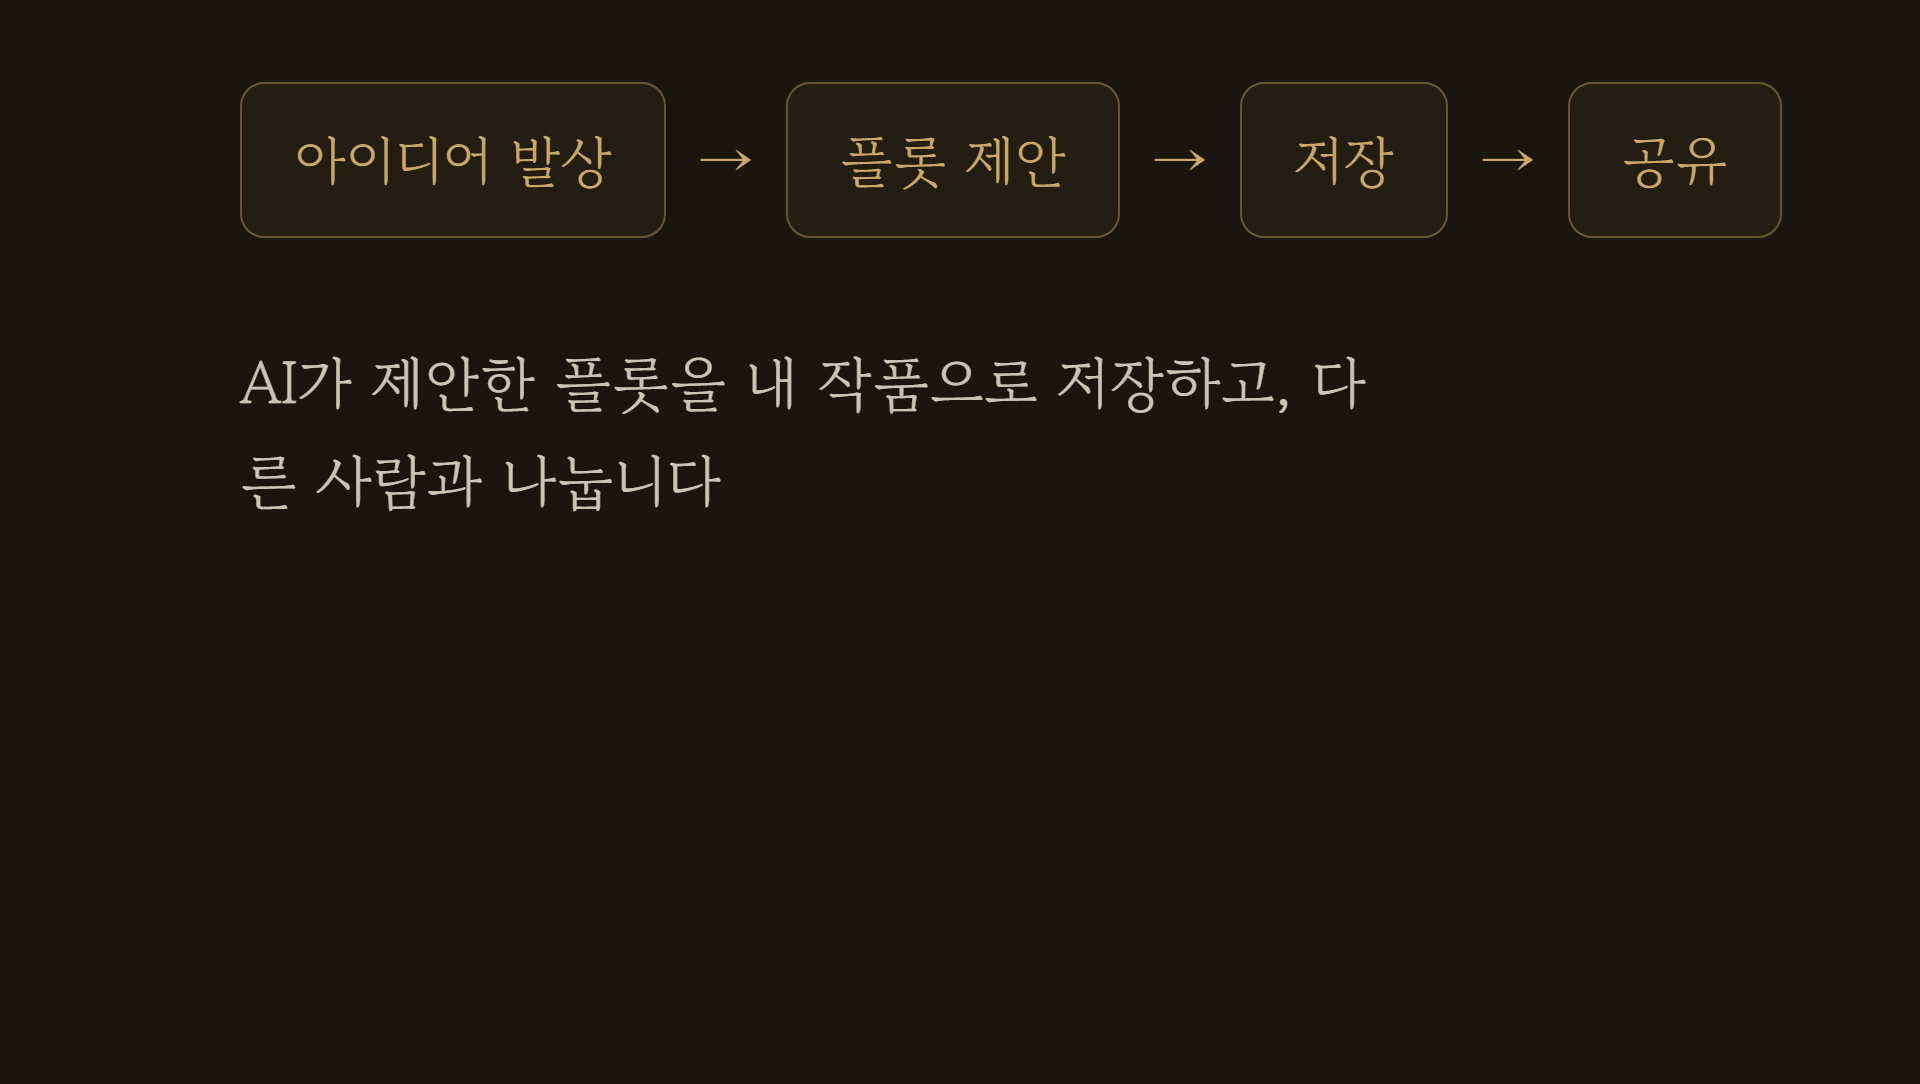 아이디어 발상 → 플롯 제안 → 저장 → 공유
AI가 제안한 플롯을 내 작품으로 저장하고, 다
른 사람과 나눕니다